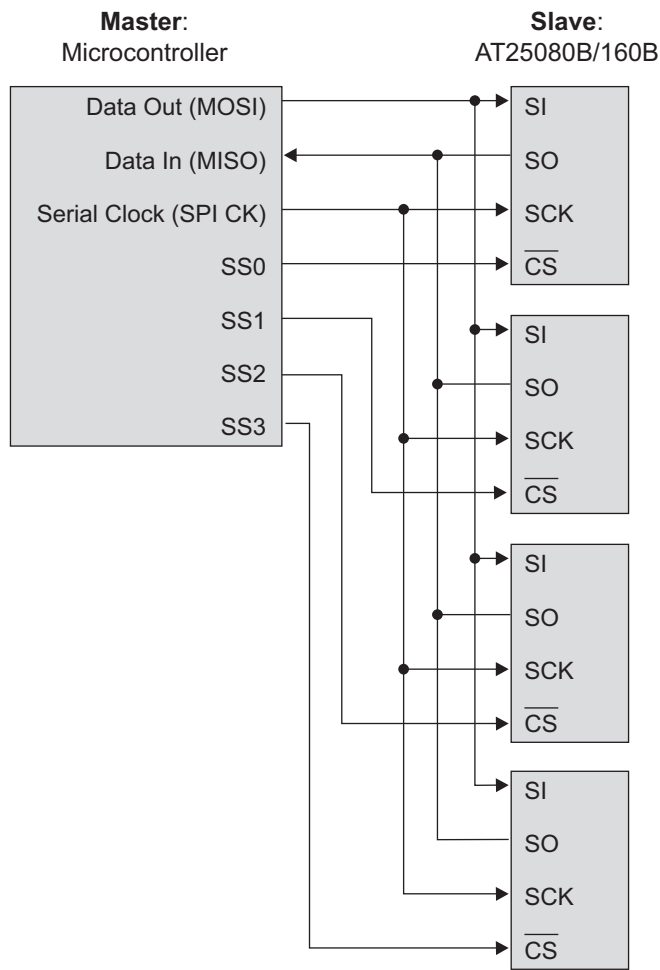 Master:
Microcontroller
Slave:
AT25080B/160B
Data Out (MOSI)
Data In (MISO)
Serial Clock (SPI CK)
SS0
SS1
SS2
SS3
SI
SO
SCK
CS
SI
SO
SCK
CS
SI
SO
SCK
CS
SI
SO
SCK
CS